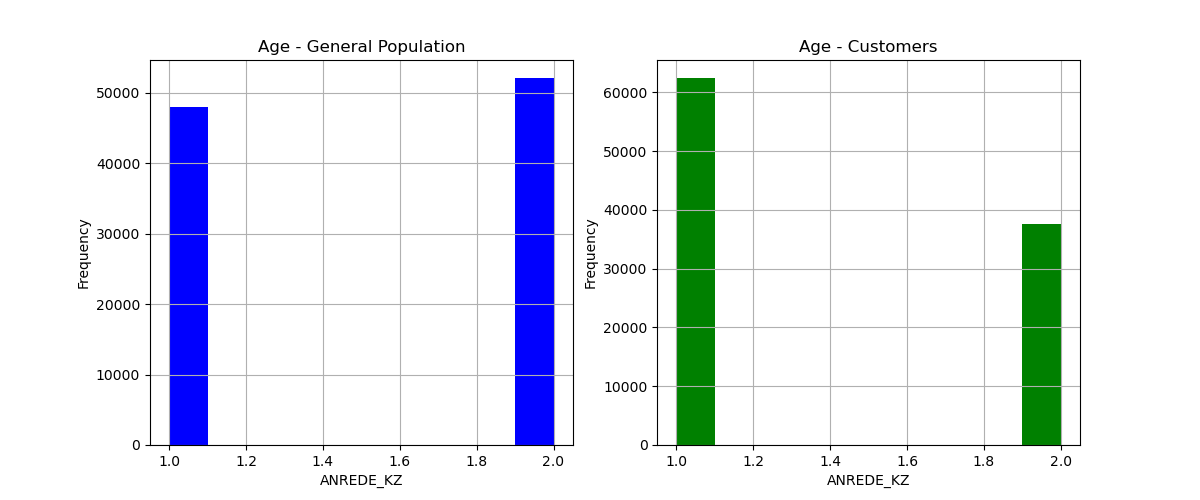 Age - General Population
Frequency
50000
40000
30000
20000
10000
0
1.0 1.2 1.4 1.6 1.8 2.0
ANREDE_KZ
Age - Customers
Frequency
60000
50000
40000
30000
20000
10000
0
1.0 1.2 1.4 1.6 1.8 2.0
ANREDE_KZ